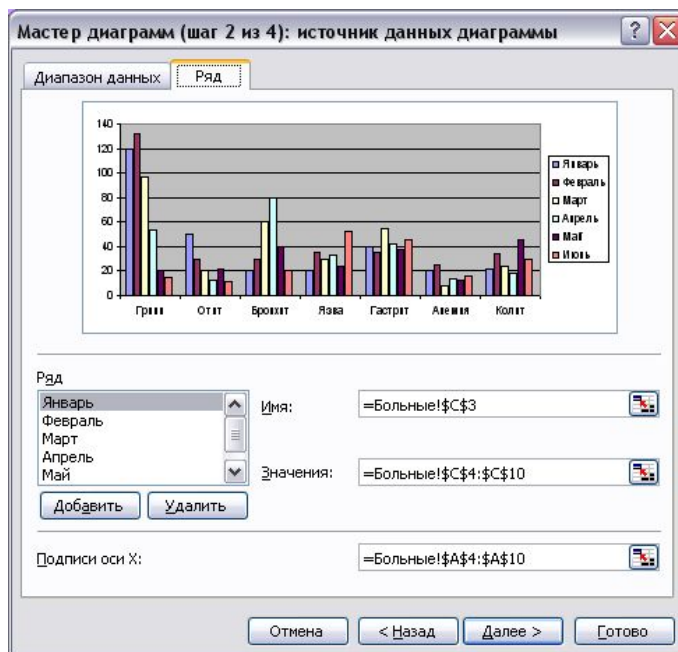 Мастер диаграмм (шаг 2 из 4): источник данных диаграммы
Диапазон данных
Ряд
140
120
100
80
60
40
20
0
Грипп Отит Бронхит Язва Гастрит Анемия Колит
Январь
Февраль
Март
Апрель
Май
Июнь
Ряд
Январь
Февраль
Март
Апрель
Май
Добавить Удалить
Имя: =Больные!$C$3
Значения: =Больные!$C$4:$C$10
Подписи оси X: =Больные!$A$4:$A$10
Отмена < Назад Далее > Готово